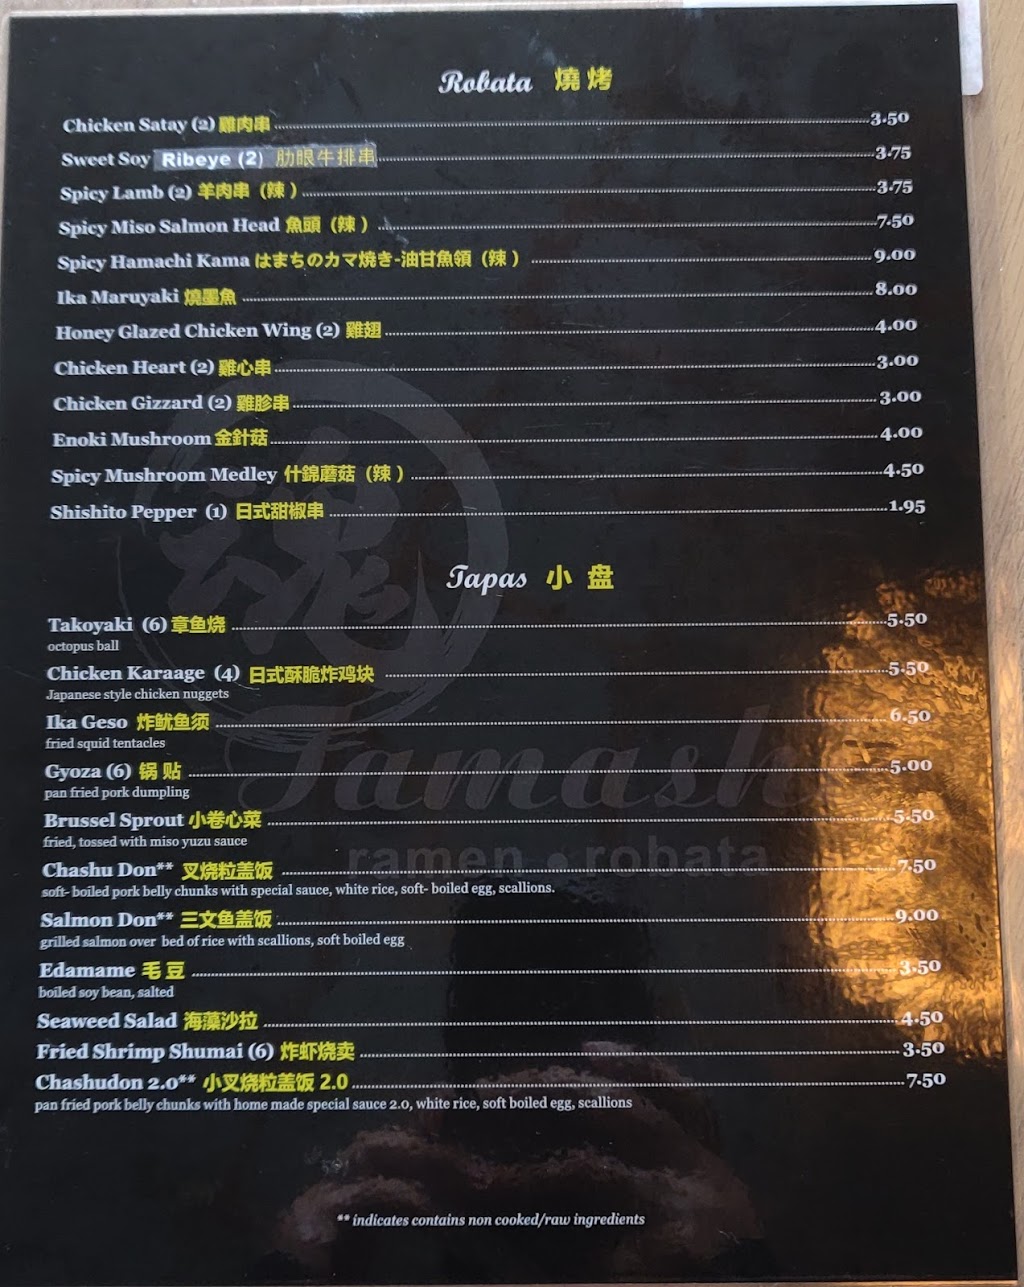 Robata 燒烤
Chicken Satay (2) 雞肉串 3.50
Sweet Soy Ribeye (2) 肋眼牛排串 3.75
Spicy Lamb (2) 羊肉串（辣） 3.75
Spicy Miso Salmon Head 魚頭（辣） 7.50
Spicy Hamachi Kama はまちのカマ焼き-油甘魚領（辣） 9.00
Ika Maruyaki 燒墨魚 8.00
Honey Glazed Chicken Wing (2) 雞翅 4.00
Chicken Heart (2) 雞心串 3.00
Chicken Gizzard (2) 雞胗串 3.00
Enoki Mushroom 金針菇 4.00
Spicy Mushroom Medley 什錦蘑菇（辣） 4.50
Shishito Pepper (1) 日式甜椒串 1.95
Tapas 小盘
Takoyaki (6) 章鱼烧 5.50
octopus ball
Chicken Karaage (4) 日式酥脆炸鸡块 5.50
Japanese style chicken nuggets
Ika Geso 炸鱿鱼须 6.50
fried squid tentacles
Gyoza (6) 锅贴 5.00
pan fried pork dumpling
Brussel Sprout 小卷心菜 5.50
fried, tossed with miso yuzu sauce
Chashu Don** 叉烧粒盖饭 7.50
soft- boiled pork belly chunks with special sauce, white rice, soft- boiled egg, scallions.
Salmon Don** 三文鱼盖饭 9.00
grilled salmon over bed of rice with scallions, soft boiled egg
Edamame 毛豆 3.50
boiled soy bean, salted
Seaweed Salad 海藻沙拉 4.50
Fried Shrimp Shumai (6) 炸虾烧卖 3.50
Chashudon 2.0** 小叉烧粒盖饭 2.0 7.50
pan fried pork belly chunks with home made special sauce 2.0, white rice, soft boiled egg, scallions
** indicates contains non cooked/raw ingredients
魂
Tamashi
ramen • robata